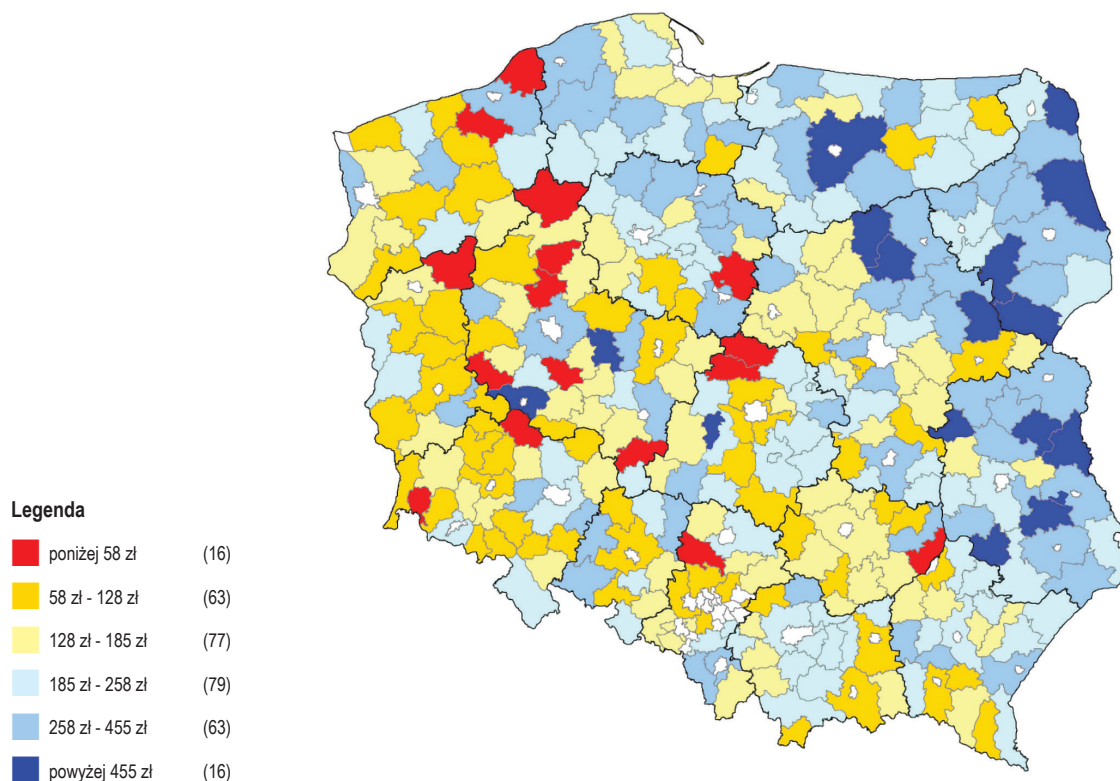 Legenda
poniżej 58 zł (16)
58 zł - 128 zł (63)
128 zł - 185 zł (77)
185 zł - 258 zł (79)
258 zł - 455 zł (63)
powyżej 455 zł (16)